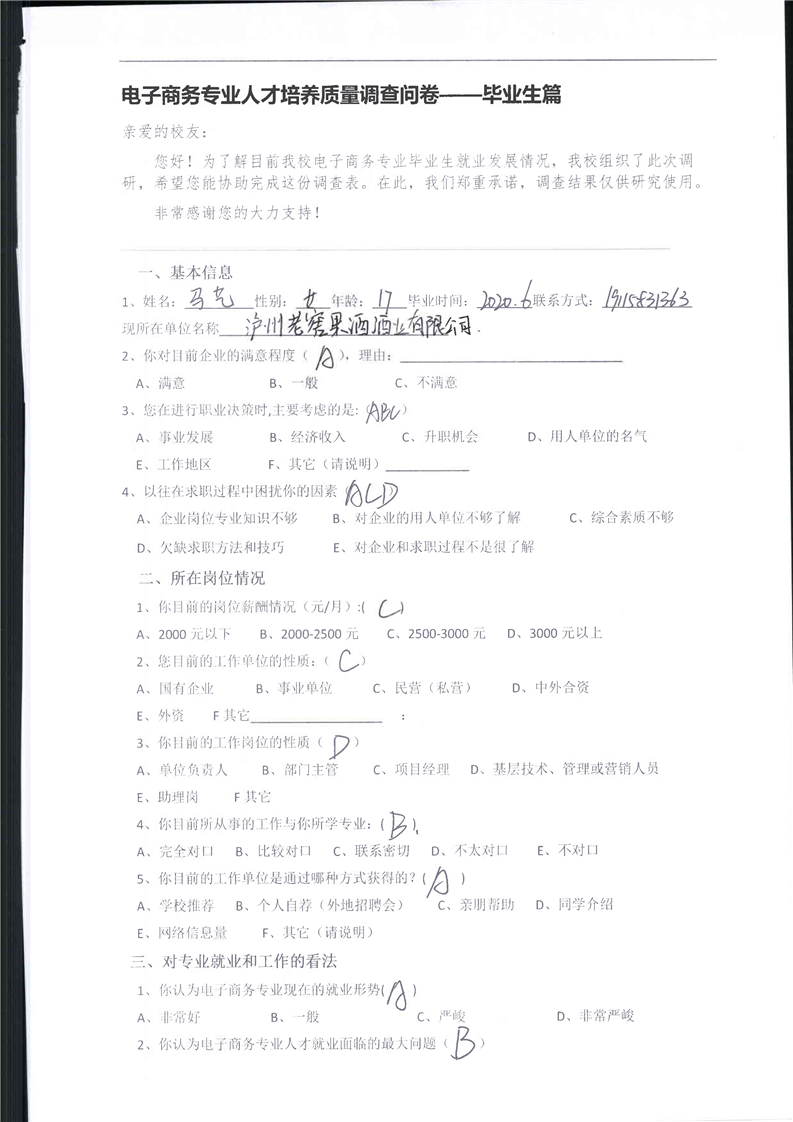 电子商务专业人才培养质量调查问卷——毕业生篇
亲爱的校友：
您好！为了解目前我校电子商务专业毕业生就业发展情况，我校组织了此次调
研，希望您能协助完成这份调查表。在此，我们郑重承诺，调查结果仅供研究使用。
非常感谢您的大力支持！
一、基本信息
1、姓名：马艺 性别：女 年龄：17 毕业时间：2020.6 联系方式：19115831363
现所在单位名称 泸州老窖果酒酒业有限公司.
2、你对目前企业的满意程度（ A ），理由：
A、满意 B、一般 C、不满意
3、您在进行职业决策时,主要考虑的是:（ABC）
A、事业发展 B、经济收入 C、升职机会 D、用人单位的名气
E、工作地区 F、其它（请说明）
4、以往在求职过程中困扰你的因素（ACD）
A、企业岗位专业知识不够 B、对企业的用人单位不够了解 C、综合素质不够
D、欠缺求职方法和技巧 E、对企业和求职过程不是很了解
二、所在岗位情况
1、你目前的岗位薪酬情况（元/月）:( C )
A、2000 元以下 B、2000-2500 元 C、2500-3000 元 D、3000 元以上
2、您目前的工作单位的性质：（ C ）
A、国有企业 B、事业单位 C、民营（私营） D、中外合资
E、外资 F 其它 ：
3、你目前的工作岗位的性质（ D ）
A、单位负责人 B、部门主管 C、项目经理 D、基层技术、管理或营销人员
E、助理岗 F 其它
4、你目前所从事的工作与你所学专业：( B )
A、完全对口 B、比较对口 C、联系密切 D、不太对口 E、不对口
5、你目前的工作单位是通过哪种方式获得的？( A )
A、学校推荐 B、个人自荐（外地招聘会） C、亲朋帮助 D、同学介绍
E、网络信息量 F、其它（请说明）
三、对专业就业和工作的看法
1、你认为电子商务专业现在的就业形势( A )
A、非常好 B、一般 C、严峻 D、非常严峻
2、你认为电子商务专业人才就业面临的最大问题（ B ）